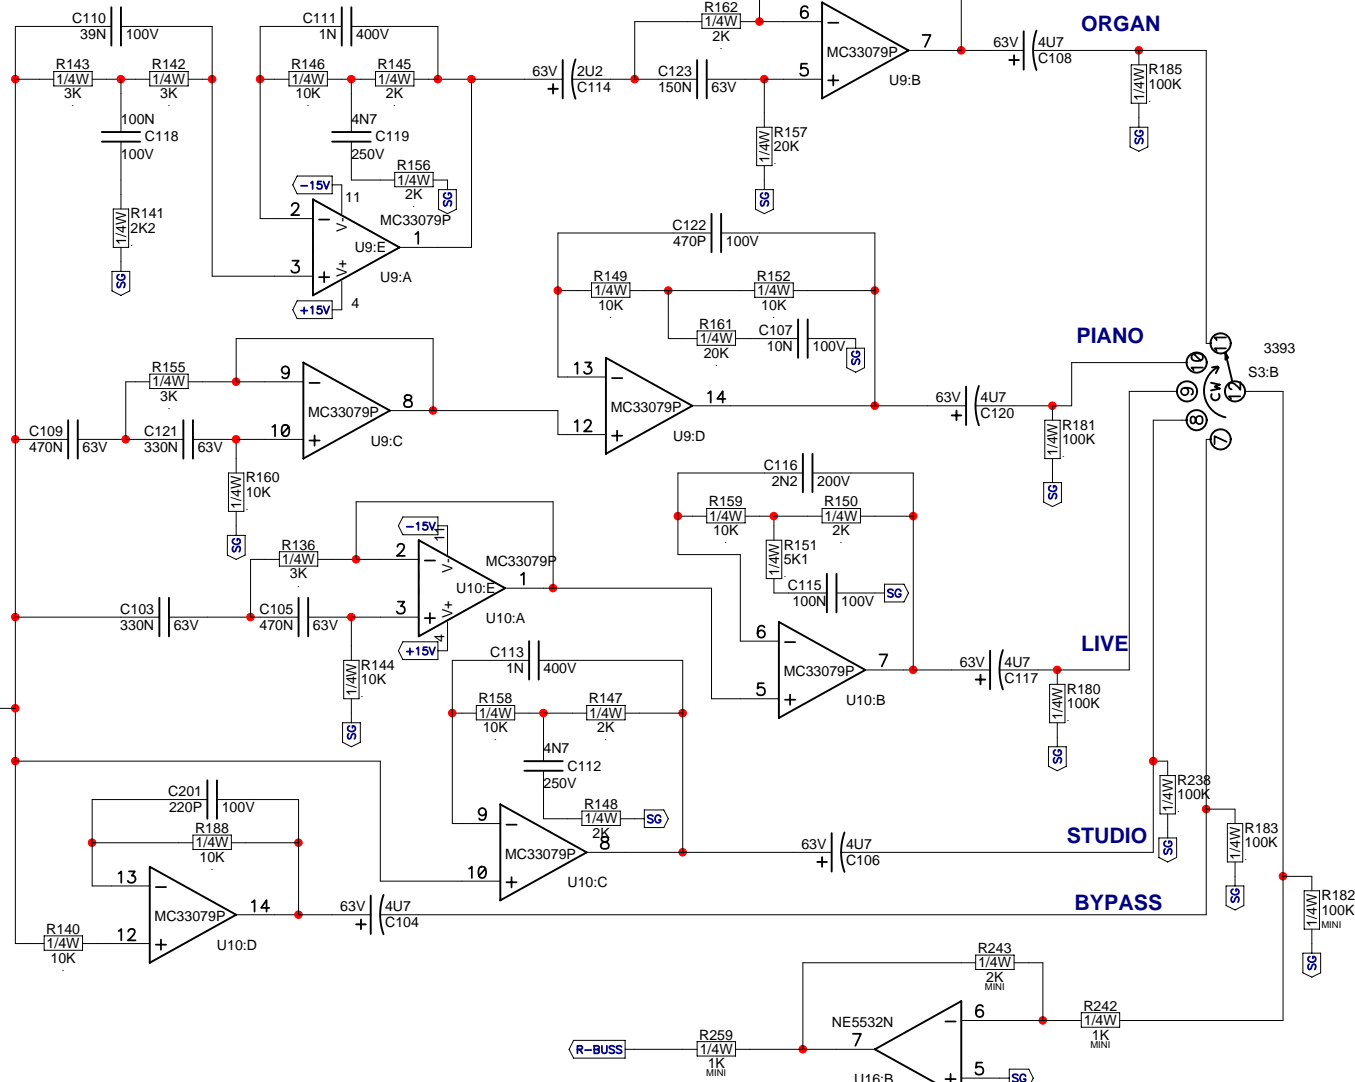 C110
39N 100V
R143
1/4W
3K
R142
1/4W
3K
100N
C118
100V
R141
1/4W
2K2
SG
C111
1N 400V
R146
1/4W
10K
R145
1/4W
2K
4N7
C119
250V
R156
1/4W
2K
SG
-15V
11
2
3
V-
V+
U9:E
MC33079P
1
U9:A
+15V
4
63V 2U2
+ C114
R162
1/4W
2K
C123
150N 63V
R157
1/4W
20K
SG
6
5
MC33079P
7
U9:B
63V 4U7
+ C108
ORGAN
R185
1/4W
100K
SG
C122
470P 100V
R149
1/4W
10K
R152
1/4W
10K
R161
1/4W
20K
C107
10N 100V
SG
R155
1/4W
3K
C109
470N 63V
C121
330N 63V
R160
1/4W
10K
SG
9
10
MC33079P
8
U9:C
13
12
MC33079P
14
U9:D
63V 4U7
+ C120
PIANO
R181
1/4W
100K
SG
11
10
9
8
7
12
CW
3393
S3:B
R136
1/4W
3K
C103
330N 63V
C105
470N 63V
R144
1/4W
10K
SG
-15V
11
2
3
V-
V+
U10:E
MC33079P
1
U10:A
+15V
4
C116
2N2 200V
R159
1/4W
10K
R150
1/4W
2K
R151
1/4W
5K1
C115
100N 100V
SG
6
5
MC33079P
7
U10:B
63V 4U7
+ C117
LIVE
R180
1/4W
100K
SG
C113
1N 400V
R158
1/4W
10K
R147
1/4W
2K
4N7
C112
250V
R148
1/4W
2K
SG
9
10
MC33079P
8
U10:C
63V 4U7
+ C106
STUDIO
R238
1/4W
100K
SG
R183
1/4W
100K
SG
C201
220P 100V
R188
1/4W
10K
R140
1/4W
10K
13
12
MC33079P
14
U10:D
63V 4U7
+ C104
BYPASS
R182
1/4W
100K
MINI
SG
R243
1/4W
2K
MINI
R242
1/4W
1K
MINI
NE5532N
6
5
7
U16:B
SG
R259
1/4W
1K
MINI
R-BUSS